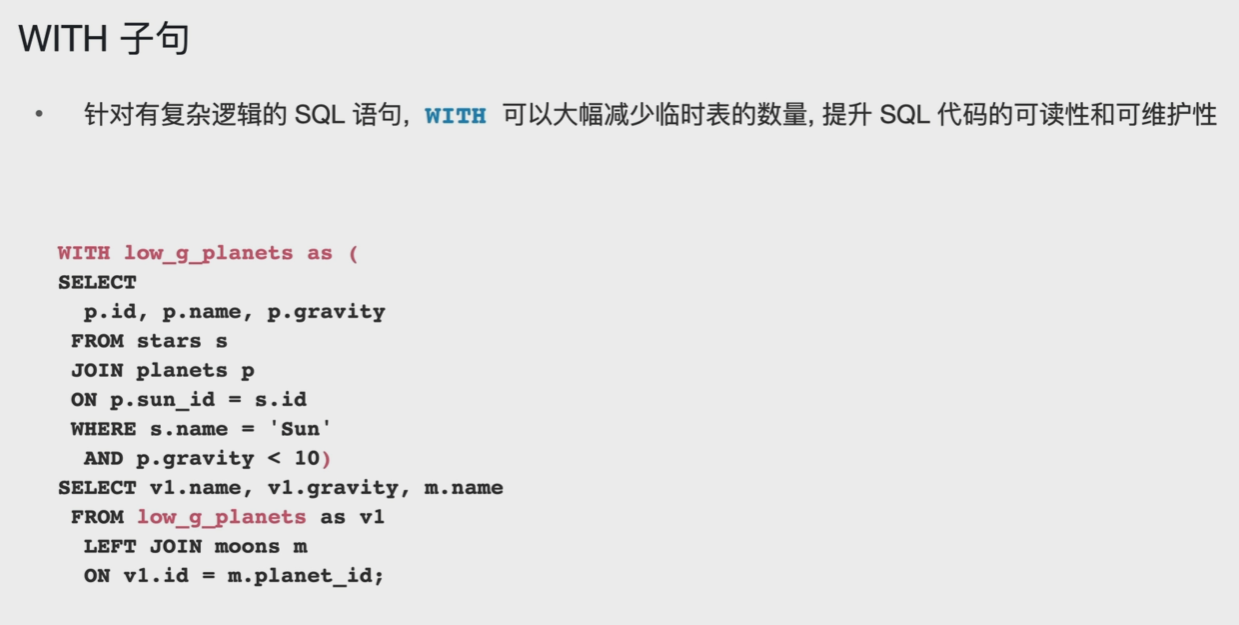 WITH 子句
• 针对有复杂逻辑的 SQL 语句, WITH 可以大幅减少临时表的数量, 提升 SQL 代码的可读性和可维护性
WITH low_g_planets as (
SELECT
  p.id, p.name, p.gravity
 FROM stars s
 JOIN planets p
 ON p.sun_id = s.id
 WHERE s.name = 'Sun'
  AND p.gravity < 10)
SELECT v1.name, v1.gravity, m.name
 FROM low_g_planets as v1
  LEFT JOIN moons m
  ON v1.id = m.planet_id;